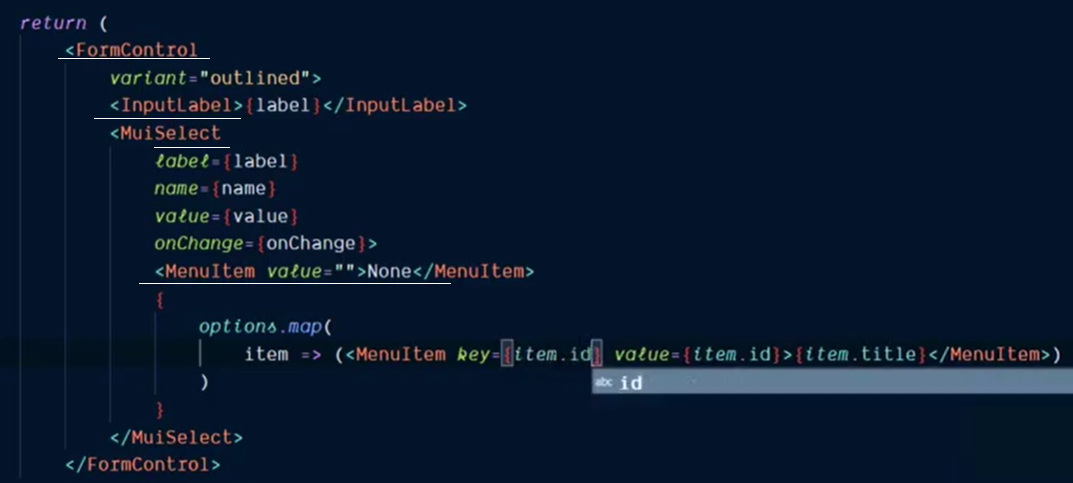 return (
<FormControl
variant="outlined">
<InputLabel>{label}</InputLabel>
<MuiSelect
label={label}
name={name}
value={value}
onChange={onChange}>
<MenuItem value="">None</MenuItem>
{
options.map(
item => (<MenuItem key={item.id} value={item.id}>{item.title}</MenuItem>)
abc id
)
}
</MuiSelect>
</FormControl>